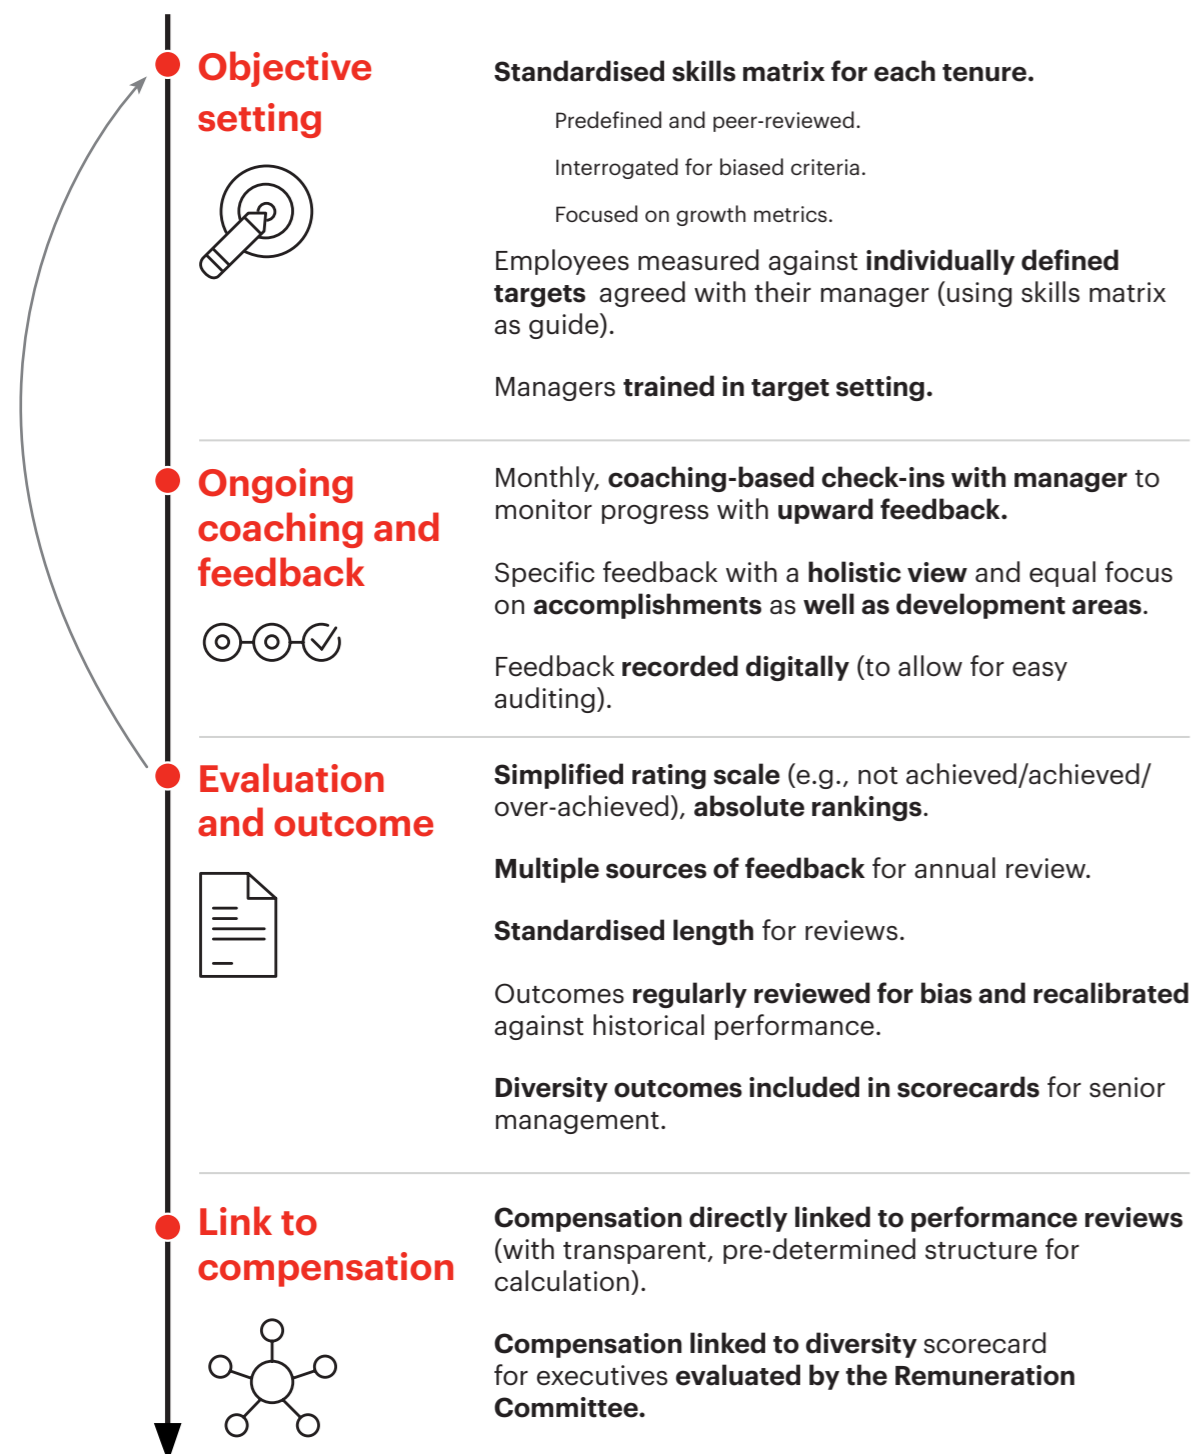 Objective
setting
Standardised skills matrix for each tenure.
Predefined and peer-reviewed.
Interrogated for biased criteria.
Focused on growth metrics.
Employees measured against individually defined
targets agreed with their manager (using skills matrix
as guide).
Managers trained in target setting.
Ongoing
coaching and
feedback
Monthly, coaching-based check-ins with manager to
monitor progress with upward feedback.
Specific feedback with a holistic view and equal focus
on accomplishments as well as development areas.
Feedback recorded digitally (to allow for easy
auditing).
Evaluation
and outcome
Simplified rating scale (e.g., not achieved/achieved/
over-achieved), absolute rankings.
Multiple sources of feedback for annual review.
Standardised length for reviews.
Outcomes regularly reviewed for bias and recalibrated
against historical performance.
Diversity outcomes included in scorecards for senior
management.
Link to
compensation
Compensation directly linked to performance reviews
(with transparent, pre-determined structure for
calculation).
Compensation linked to diversity scorecard
for executives evaluated by the Remuneration
Committee.